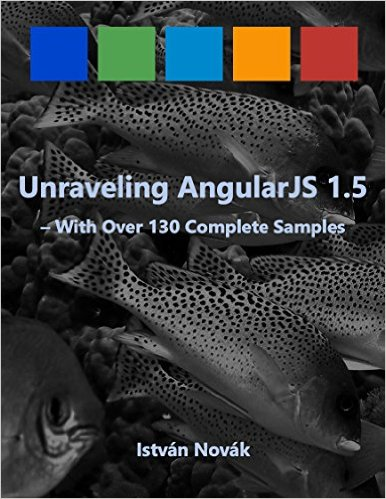 Unraveling AngularJS 1.5
– With Over 130 Complete Samples
István Novák